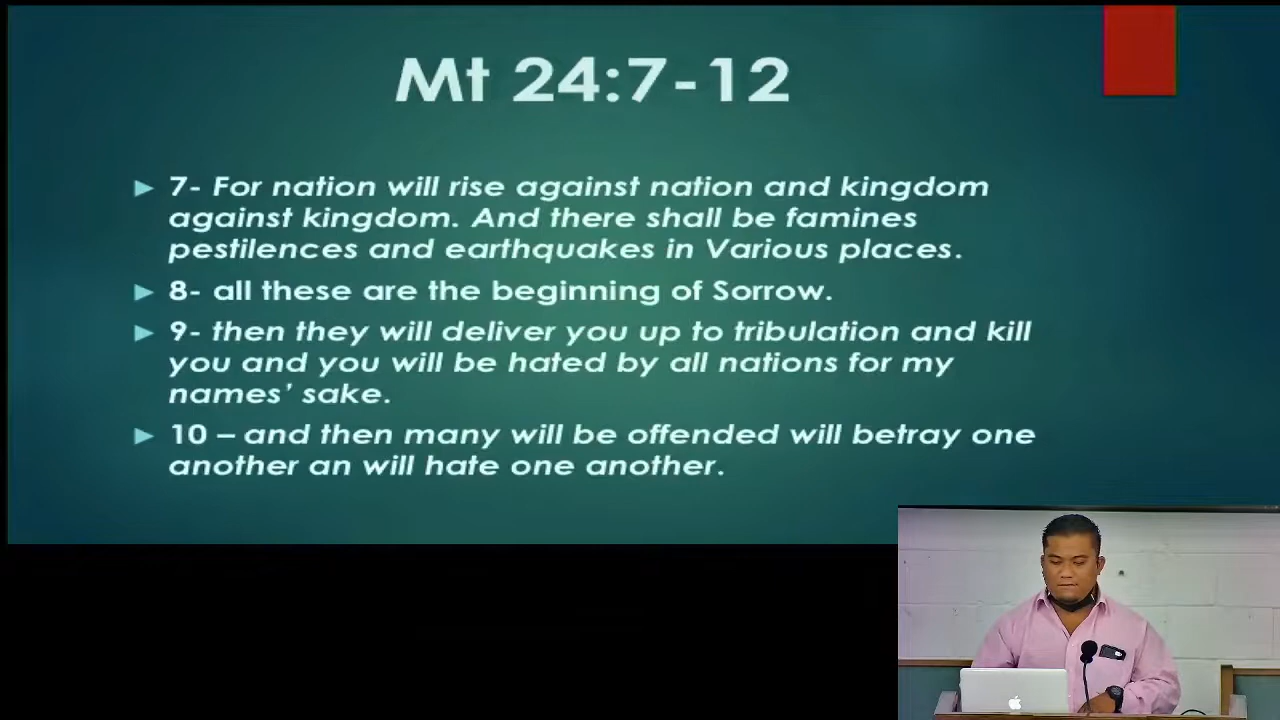 Mt 24:7-12
7- For nation will rise against nation and kingdom
against kingdom. And there shall be famines
pestilences and earthquakes in Various places.
8- all these are the beginning of Sorrow.
9- then they will deliver you up to tribulation and kill
you and you will be hated by all nations for my
names’ sake.
10 – and then many will be offended will betray one
another an will hate one another.